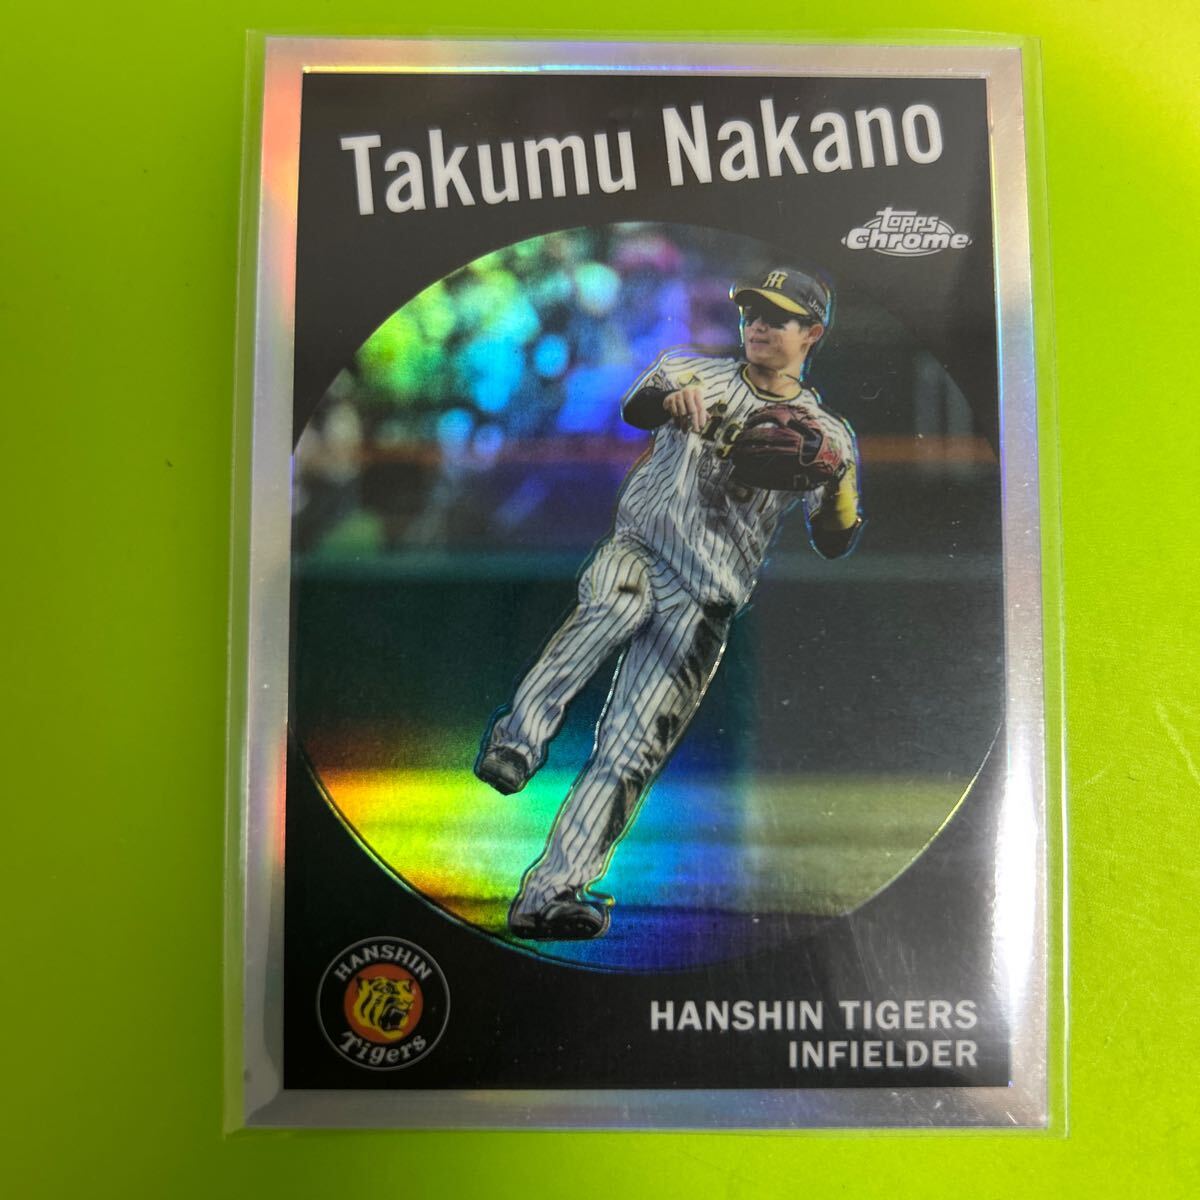 Takumu Nakano
Topps
Chrome
HANSHIN
Tigers
HANSHIN TIGERS
INFIELDER